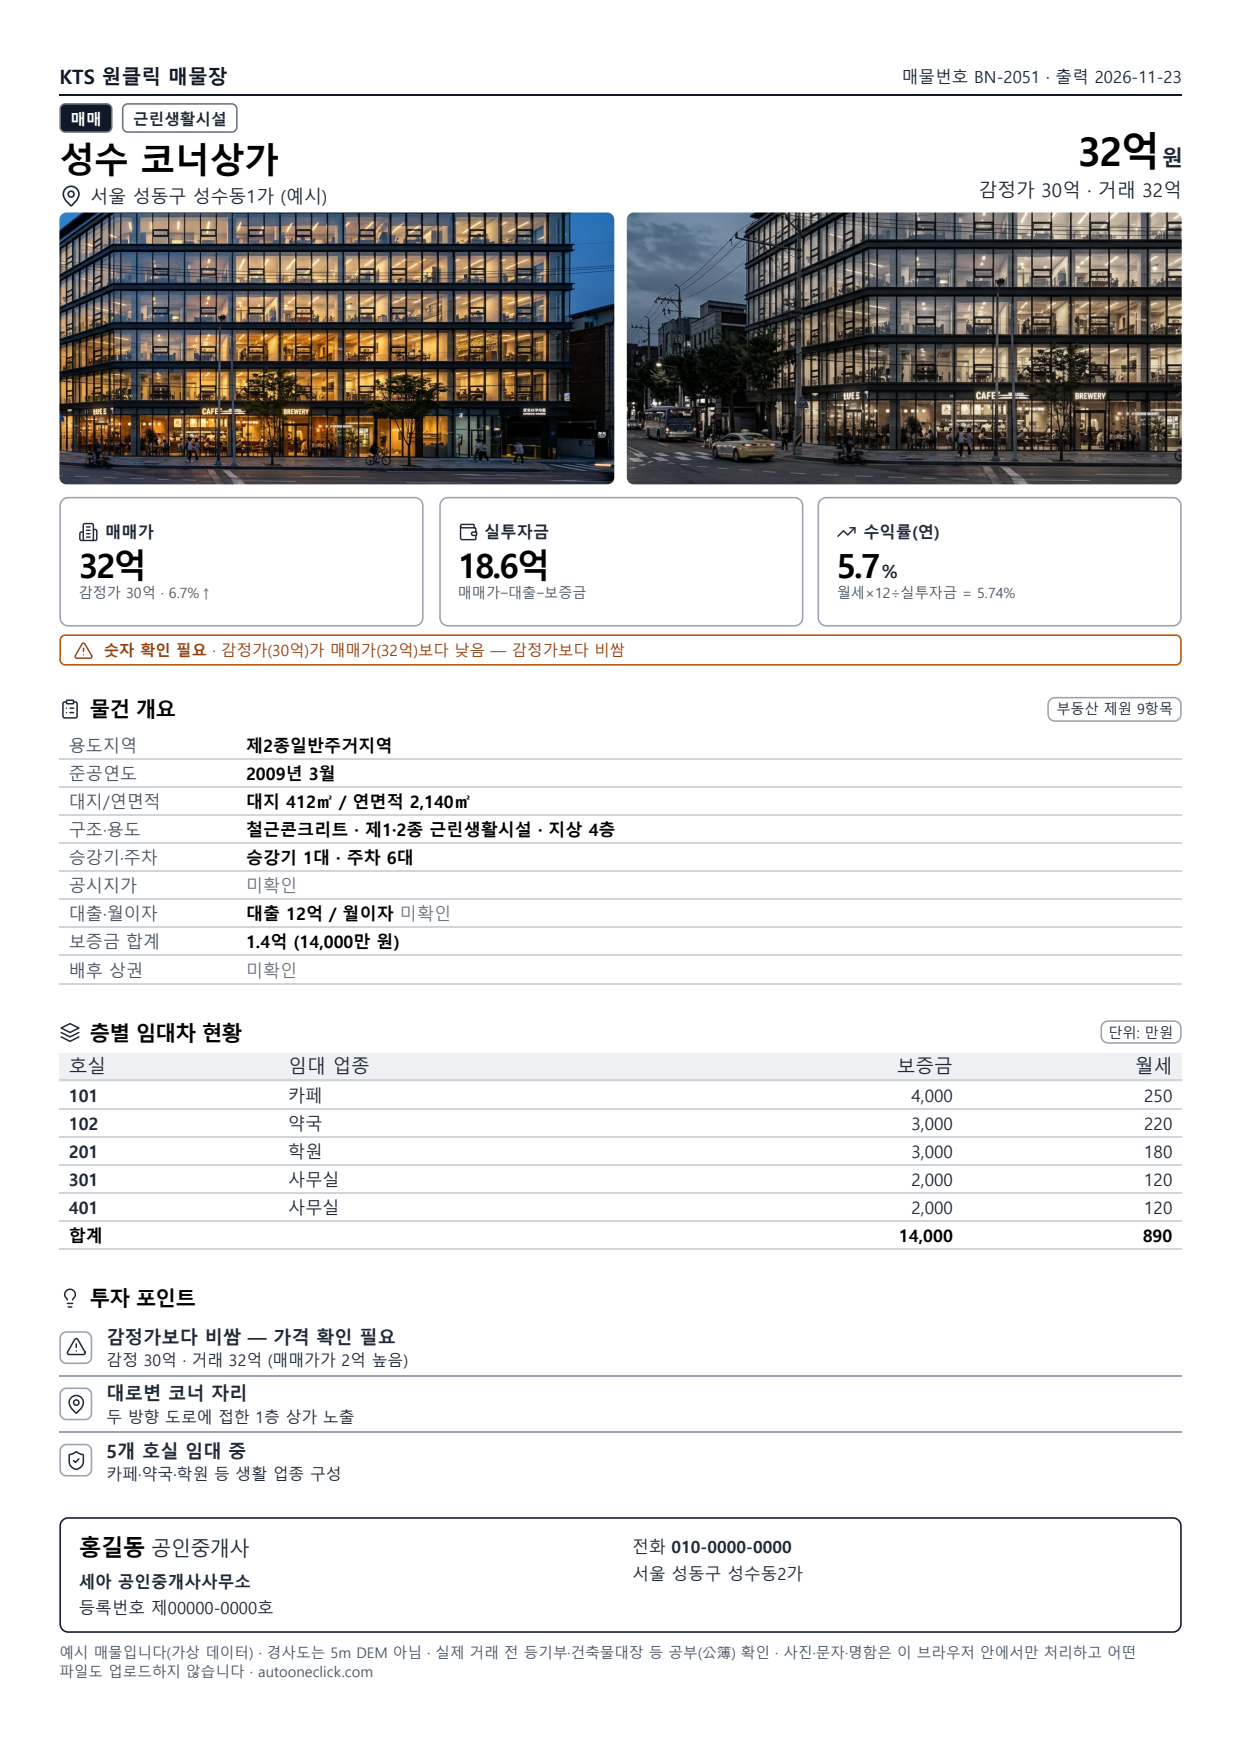 KTS 원클릭 매물장
매물번호 BN-2051 · 출력 2026-11-23
매매 근린생활시설
성수 코너상가
32억원
서울 성동구 성수동1가 (예시)
감정가 30억 · 거래 32억
CAFE
BREWERY
CAFE
BREWERY
매매가
32억
감정가 30억 · 6.7%↑
실투자금
18.6억
매매가−대출−보증금
수익률(연)
5.7%
월세×12÷실투자금 = 5.74%
숫자 확인 필요 · 감정가(30억)가 매매가(32억)보다 낮음 — 감정가보다 비쌈
물건 개요
부동산 제원 9항목
용도지역 제2종일반주거지역
준공연도 2009년 3월
대지/연면적 대지 412㎡ / 연면적 2,140㎡
구조·용도 철근콘크리트 · 제1·2종 근린생활시설 · 지상 4층
승강기·주차 승강기 1대 · 주차 6대
공시지가 미확인
대출·월이자 대출 12억 / 월이자 미확인
보증금 합계 1.4억 (14,000만 원)
배후 상권 미확인
층별 임대차 현황
단위: 만원
호실 임대 업종 보증금 월세
101 카페 4,000 250
102 약국 3,000 220
201 학원 3,000 180
301 사무실 2,000 120
401 사무실 2,000 120
합계 14,000 890
투자 포인트
감정가보다 비쌈 — 가격 확인 필요
감정 30억 · 거래 32억 (매매가가 2억 높음)
대로변 코너 자리
두 방향 도로에 접한 1층 상가 노출
5개 호실 임대 중
카페·약국·학원 등 생활 업종 구성
홍길동 공인중개사
세아 공인중개사사무소
등록번호 제00000-0000호
전화 010-0000-0000
서울 성동구 성수동2가
예시 매물입니다(가상 데이터) · 경사도는 5m DEM 아님 · 실제 거래 전 등기부·건축물대장 등 공부(公簿) 확인 · 사진·문자·명함은 이 브라우저 안에서만 처리하고 어떤
파일도 업로드하지 않습니다 · autooneclick.com